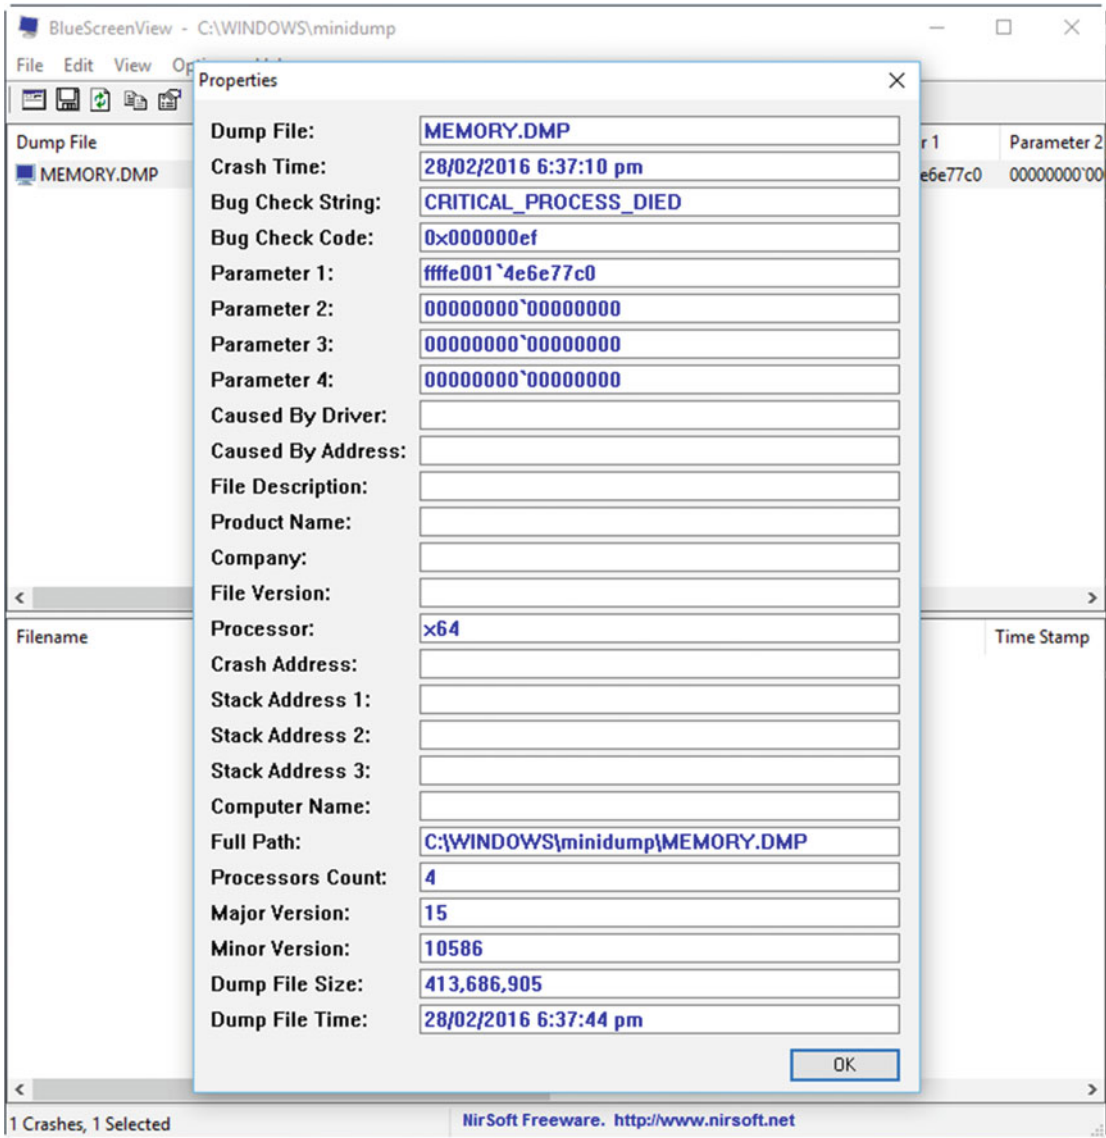 BlueScreenView - C:\WINDOWS\minidump
File Edit View
Properties
Dump File
r 1 Parameter 2
MEMORY.DMP
e6e77c0 00000000`00
Dump File: MEMORY.DMP
Crash Time: 28/02/2016 6:37:10 pm
Bug Check String: CRITICAL_PROCESS_DIED
Bug Check Code: 0x000000ef
Parameter 1: ffffe001`4e6e77c0
Parameter 2: 00000000`00000000
Parameter 3: 00000000`00000000
Parameter 4: 00000000`00000000
Caused By Driver:
Caused By Address:
File Description:
Product Name:
Company:
File Version:
Processor: x64
Crash Address:
Stack Address 1:
Stack Address 2:
Stack Address 3:
Computer Name:
Full Path: C:\WINDOWS\minidump\MEMORY.DMP
Processors Count: 4
Major Version: 15
Minor Version: 10586
Dump File Size: 413,686,905
Dump File Time: 28/02/2016 6:37:44 pm
OK
Filename
Time Stamp
1 Crashes, 1 Selected
NirSoft Freeware. http://www.nirsoft.net